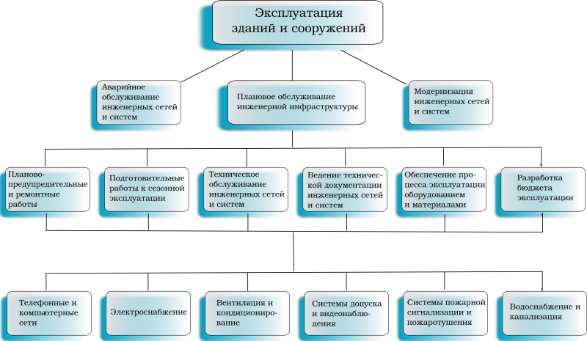 Эксплуатация
зданий и сооружений
Аварийное
обслуживание
инженерных сетей
и систем
Плановое обслуживание
инженерной инфраструктуры
Модернизация
инженерных сетей
и систем
Планово-
предупредительные
и ремонтные
работы
Подготовительные
работы к сезонной
эксплуатации
Техническое
обслуживание
инженерных сетей
и систем
Ведение техничес-
кой документации
инженерных сетей
и систем
Обеспечение про-
цесса эксплуатации
оборудованием
и материалами
Разработка
бюджета
эксплуатации
Телефонные и
компьютерные
сети
Электроснабжение
Вентиляция и
кондициониро-
вание
Системы допуска
и видеонаблю-
дения
Системы пожарной
сигнализации и
пожаротушения
Водоснабжение и
канализация